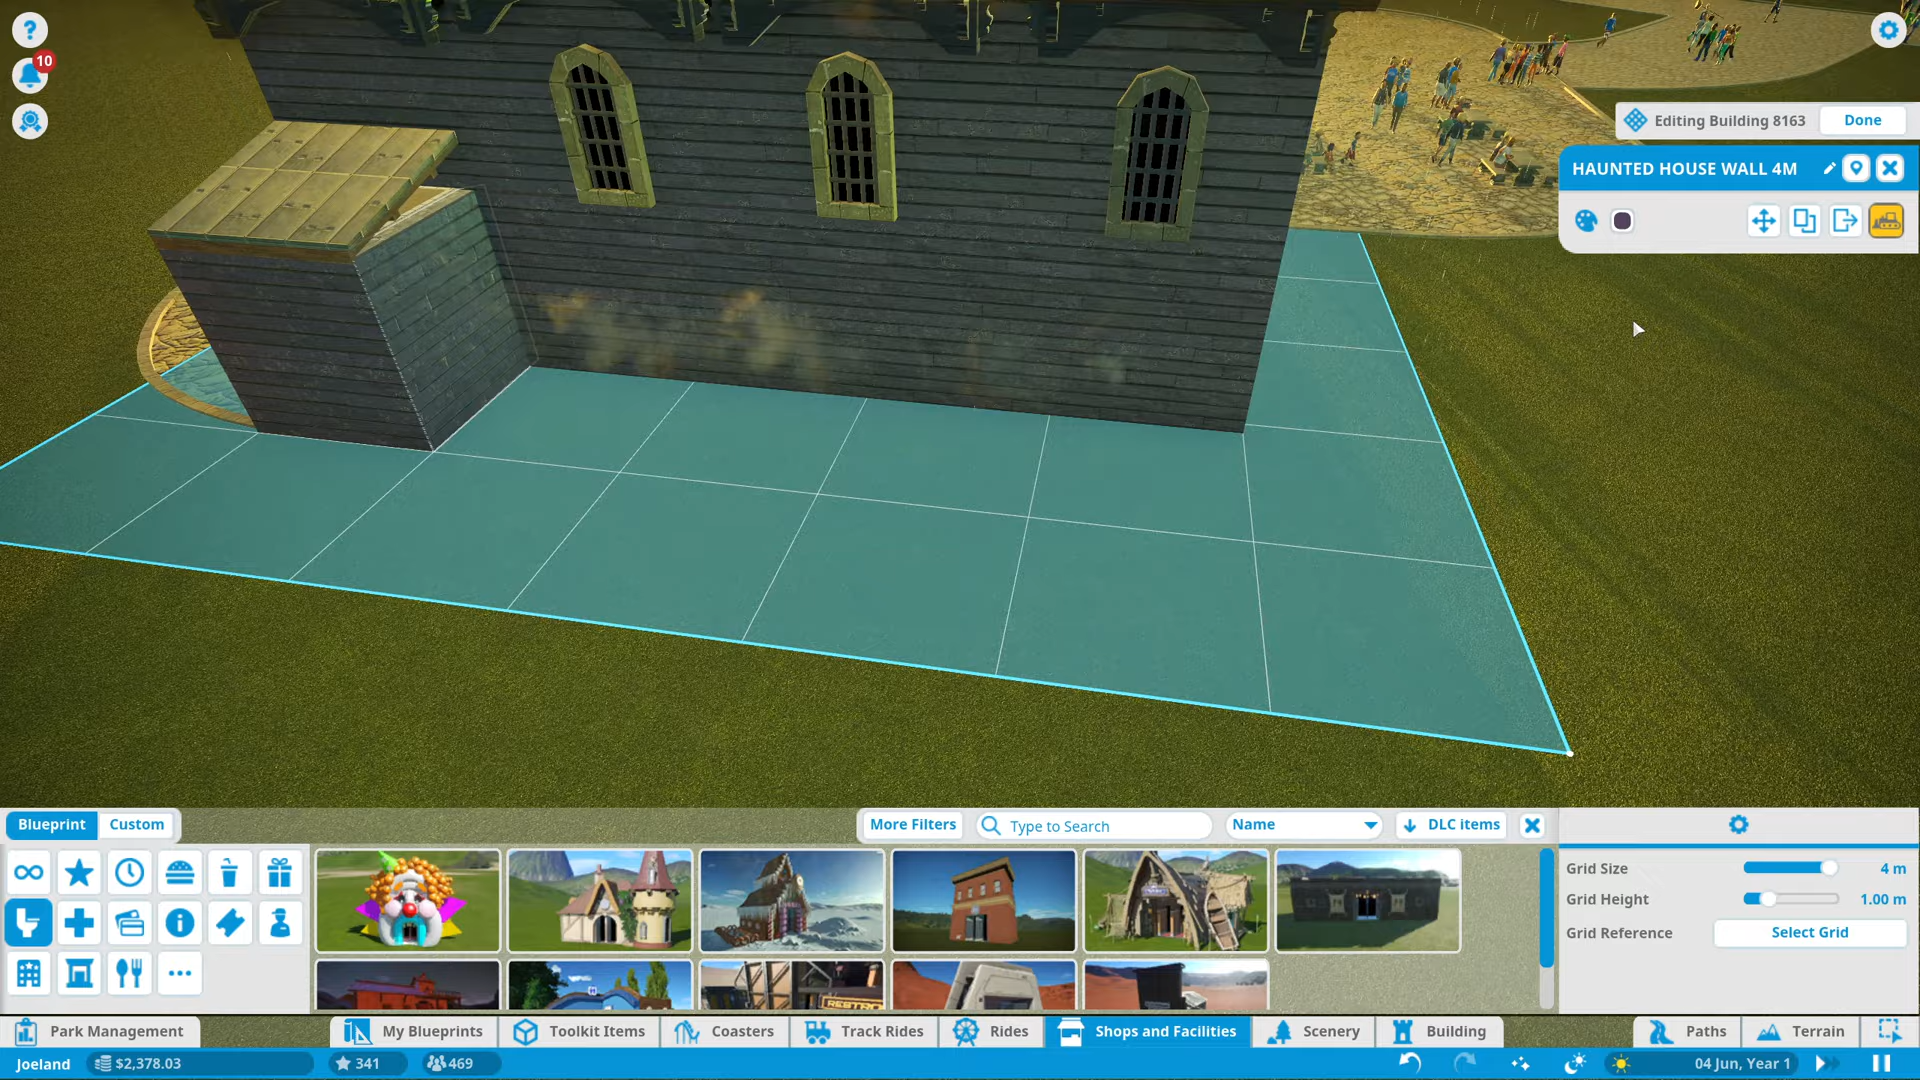 ?
10
Editing Building 8163
Done
HAUNTED HOUSE WALL 4M
Blueprint
Custom
More Filters
Type to Search
Name
DLC items
Grid Size
4 m
Grid Height
1.00 m
Grid Reference
Select Grid
Park Management
My Blueprints
Toolkit Items
Coasters
Track Rides
Rides
Shops and Facilities
Scenery
Building
Paths
Terrain
Joeland
$2,378.03
341
469
04 Jun, Year 1